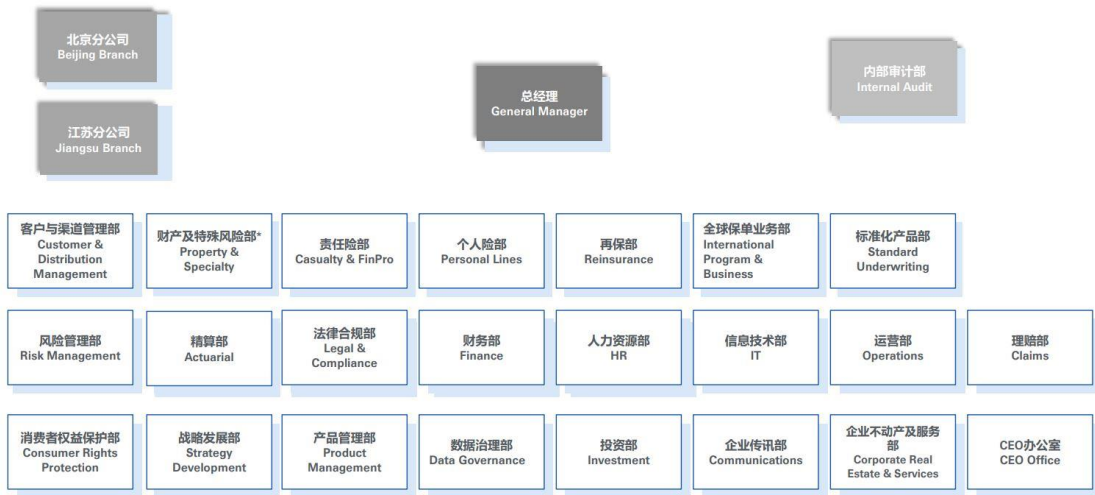 北京分公司
Beijing Branch
江苏分公司
Jiangsu Branch
总经理
General Manager
内部审计部
Internal Audit
客户与渠道管理部
Customer &
Distribution
Management
财产及特殊风险部*
Property &
Specialty
责任险部
Casualty & FinPro
个人险部
Personal Lines
再保部
Reinsurance
全球保单业务部
International
Program &
Business
标准化产品部
Standard
Underwriting
风险管理部
Risk Management
精算部
Actuarial
法律合规部
Legal &
Compliance
财务部
Finance
人力资源部
HR
信息技术部
IT
运营部
Operations
理赔部
Claims
消费者权益保护部
Consumer Rights
Protection
战略发展部
Strategy
Development
产品管理部
Product
Management
数据治理部
Data Governance
投资部
Investment
企业传讯部
Communications
企业不动产及服务
部
Corporate Real
Estate & Services
CEO办公室
CEO Office